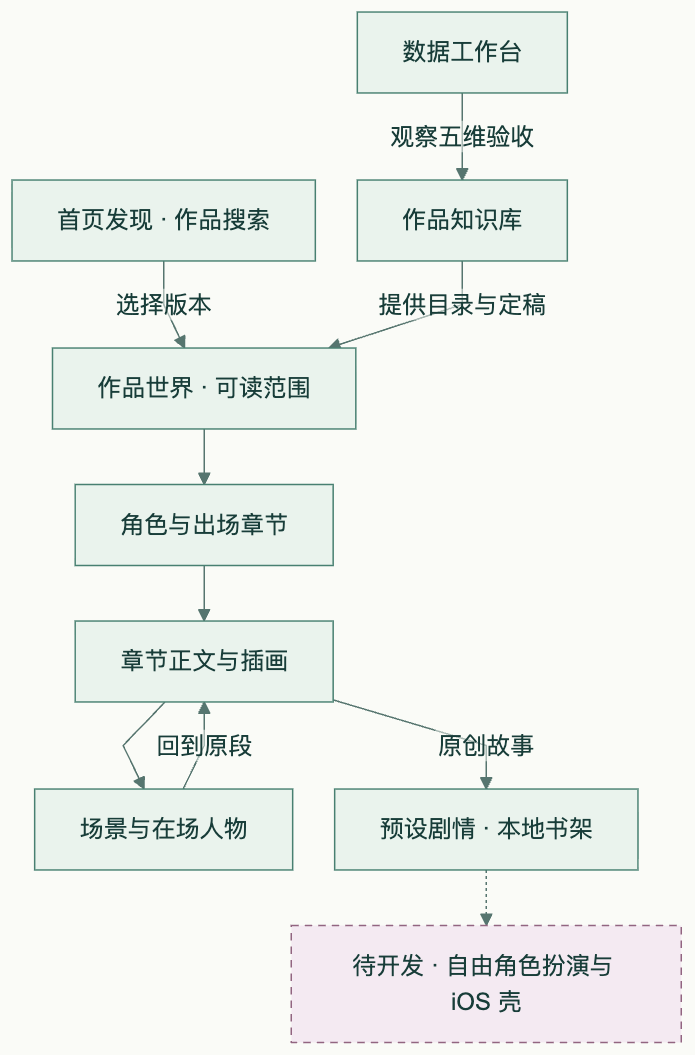 数据工作台
观察五维验收
首页发现 · 作品搜索
作品知识库
选择版本
提供目录与定稿
作品世界 · 可读范围
角色与出场章节
章节正文与插画
回到原段
原创故事
场景与在场人物
预设剧情 · 本地书架
待开发 · 自由角色扮演与
iOS 壳